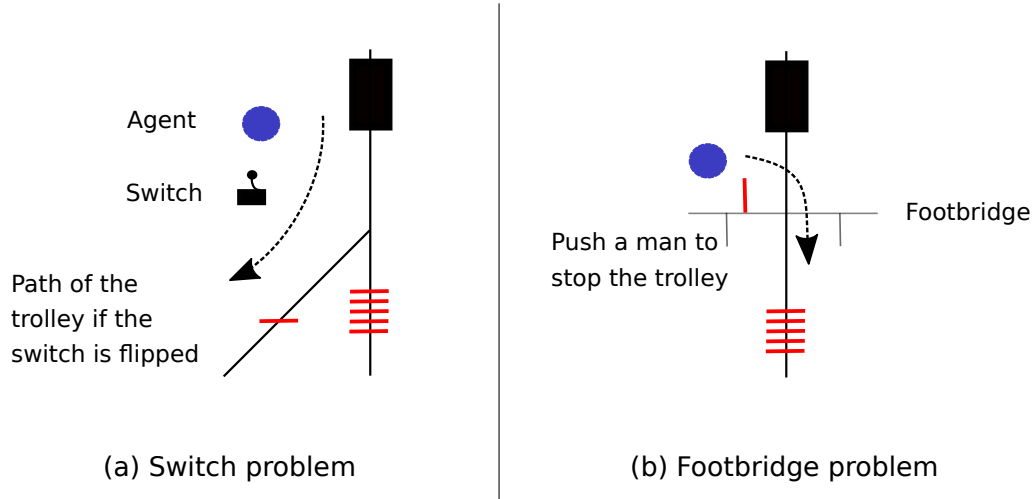 Agent
Switch
Path of the
trolley if the
switch is flipped
(a) Switch problem
Footbridge
Push a man to
stop the trolley
(b) Footbridge problem